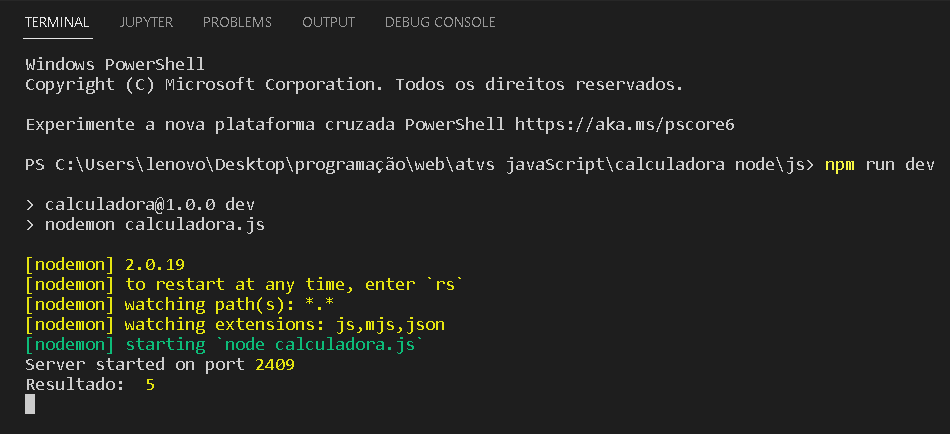 TERMINAL JUPYTER PROBLEMS OUTPUT DEBUG CONSOLE
Windows PowerShell
Copyright (C) Microsoft Corporation. Todos os direitos reservados.
Experimente a nova plataforma cruzada PowerShell https://aka.ms/pscore6
PS C:\Users\lenovo\Desktop\programação\web\atvs javaScript\calculadora node\js> npm run dev
> calculadora@1.0.0 dev
> nodemon calculadora.js
[nodemon] 2.0.19
[nodemon] to restart at any time, enter `rs`
[nodemon] watching path(s): *.*
[nodemon] watching extensions: js,mjs,json
[nodemon] starting `node calculadora.js`
Server started on port 2409
Resultado:  5